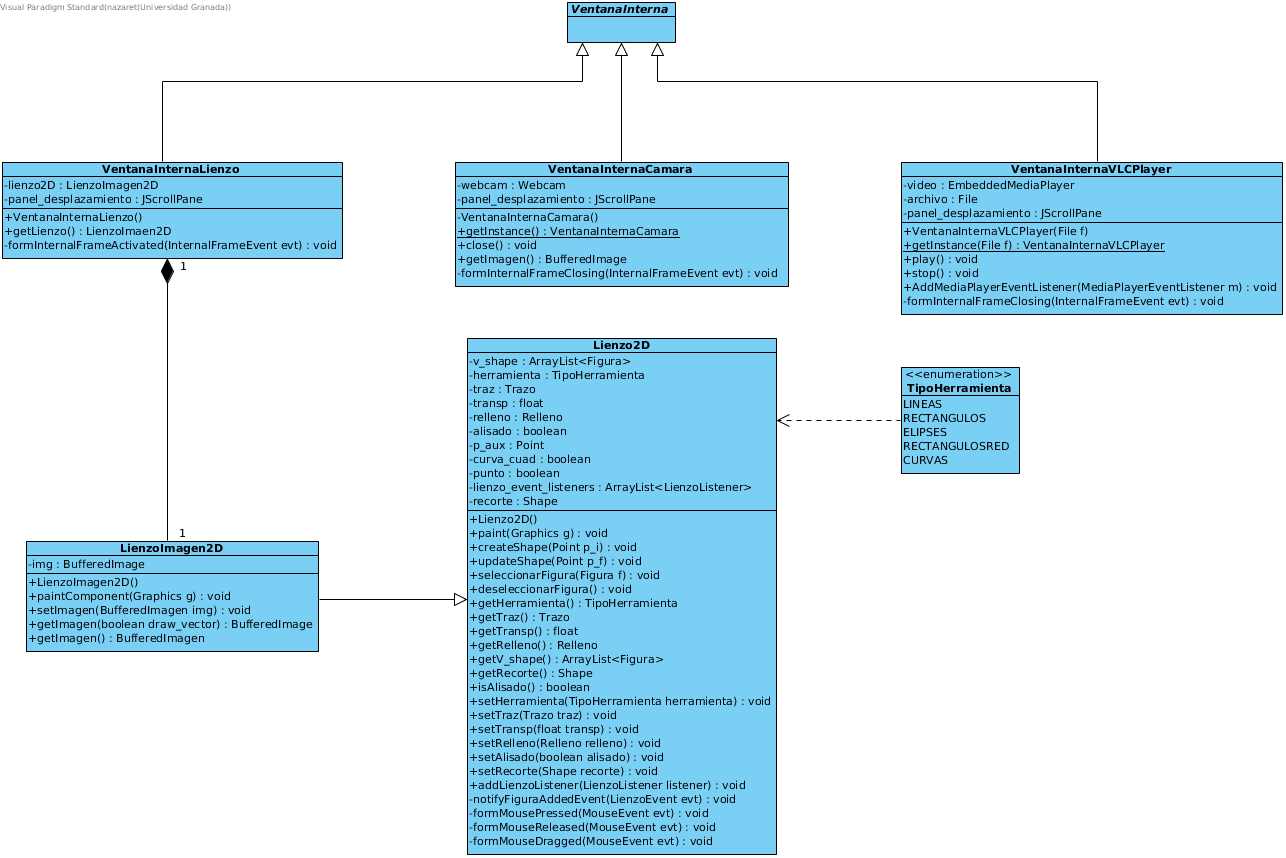 Visual Paradigm Standard(nazaret(Universidad Granada))
VentanaInterna
VentanaInternaLienzo
-lienzo2D : LienzoImagen2D
-panel_desplazamiento : JScrollPane
+VentanaInternaLienzo()
+getLienzo() : LienzoImaen2D
-formInternalFrameActivated(InternalFrameEvent evt) : void
1
VentanaInternaCamara
-webcam : Webcam
-panel_desplazamiento : JScrollPane
-VentanaInternaCamara()
+getInstance() : VentanaInternaCamara
+close() : void
+getImagen() : BufferedImage
-formInternalFrameClosing(InternalFrameEvent evt) : void
VentanaInternaVLCPlayer
-video : EmbeddedMediaPlayer
-archivo : File
-panel_desplazamiento : JScrollPane
+VentanaInternaVLCPlayer(File f)
+getInstance(File f) : VentanaInternaVLCPlayer
+play() : void
+stop() : void
+AddMediaPlayerEventListener(MediaPlayerEventListener m) : void
-formInternalFrameClosing(InternalFrameEvent evt) : void
Lienzo2D
-v_shape : ArrayList<Figura>
-herramienta : TipoHerramienta
-traz : Trazo
-transp : float
-relleno : Relleno
-alisado : boolean
-p_aux : Point
-curva_cuad : boolean
-punto : boolean
-lienzo_event_listeners : ArrayList<LienzoListener>
-recorte : Shape
+Lienzo2D()
+paint(Graphics g) : void
+createShape(Point p_i) : void
+updateShape(Point p_f) : void
+seleccionarFigura(Figura f) : void
+deseleccionarFigura() : void
+getHerramienta() : TipoHerramienta
+getTraz() : Trazo
+getTransp() : float
+getRelleno() : Relleno
+getV_shape() : ArrayList<Figura>
+getRecorte() : Shape
+isAlisado() : boolean
+setHerramienta(TipoHerramienta herramienta) : void
+setTraz(Trazo traz) : void
+setTransp(float transp) : void
+setRelleno(Relleno relleno) : void
+setAlisado(boolean alisado) : void
+setRecorte(Shape recorte) : void
+addLienzoListener(LienzoListener listener) : void
-notifyFiguraAddedEvent(LienzoEvent evt) : void
-formMousePressed(MouseEvent evt) : void
-formMouseReleased(MouseEvent evt) : void
-formMouseDragged(MouseEvent evt) : void
<<enumeration>>
TipoHerramienta
LINEAS
RECTANGULOS
ELIPSES
RECTANGULOSRED
CURVAS
1
LienzoImagen2D
-img : BufferedImage
+LienzoImagen2D()
+paintComponent(Graphics g) : void
+setImagen(BufferedImagen img) : void
+getImagen(boolean draw_vector) : BufferedImage
+getImagen() : BufferedImagen